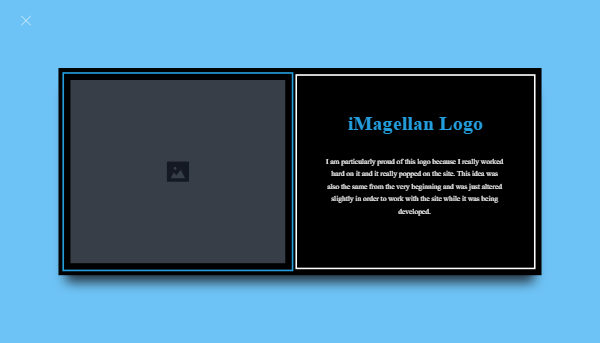 iMagellan Logo
I am particularly proud of this logo because I really worked
hard on it and it really popped on the site. This idea was
also the same from the very beginning and was just altered
slightly in order to work with the site while it was being
developed.